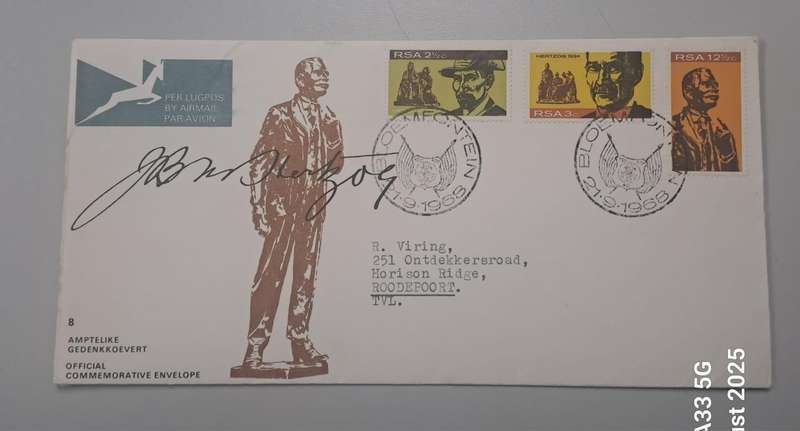 PER LUGPOS
BY AIRMAIL
PAR AVION
RSA 2½c
HERTZOG 1934
RSA 3c
RSA 12½c
BLOEMFONTEIN
21·9·1968
BLOEMFONTEIN
21·9·1968
JBM Hertzog
R. Viring,
251 Ontdekkersroad,
Horison Ridge,
ROODEPOORT.
TVL.
8
AMPTELIKE
GEDENKKOEVERT
OFFICIAL
COMMEMORATIVE ENVELOPE
A33 5G
ust 2025